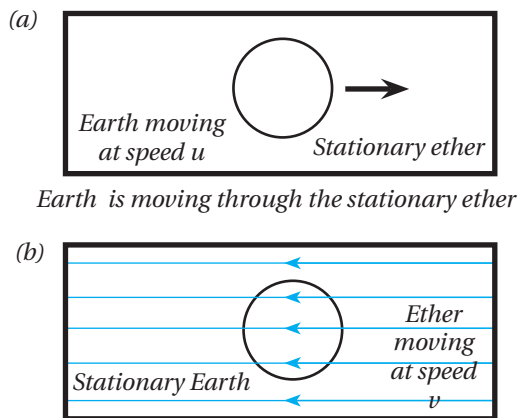 (a)
Earth moving
at speed u
Stationary ether
Earth is moving through the stationary ether
(b)
Ether
moving
at speed
v
Stationary Earth